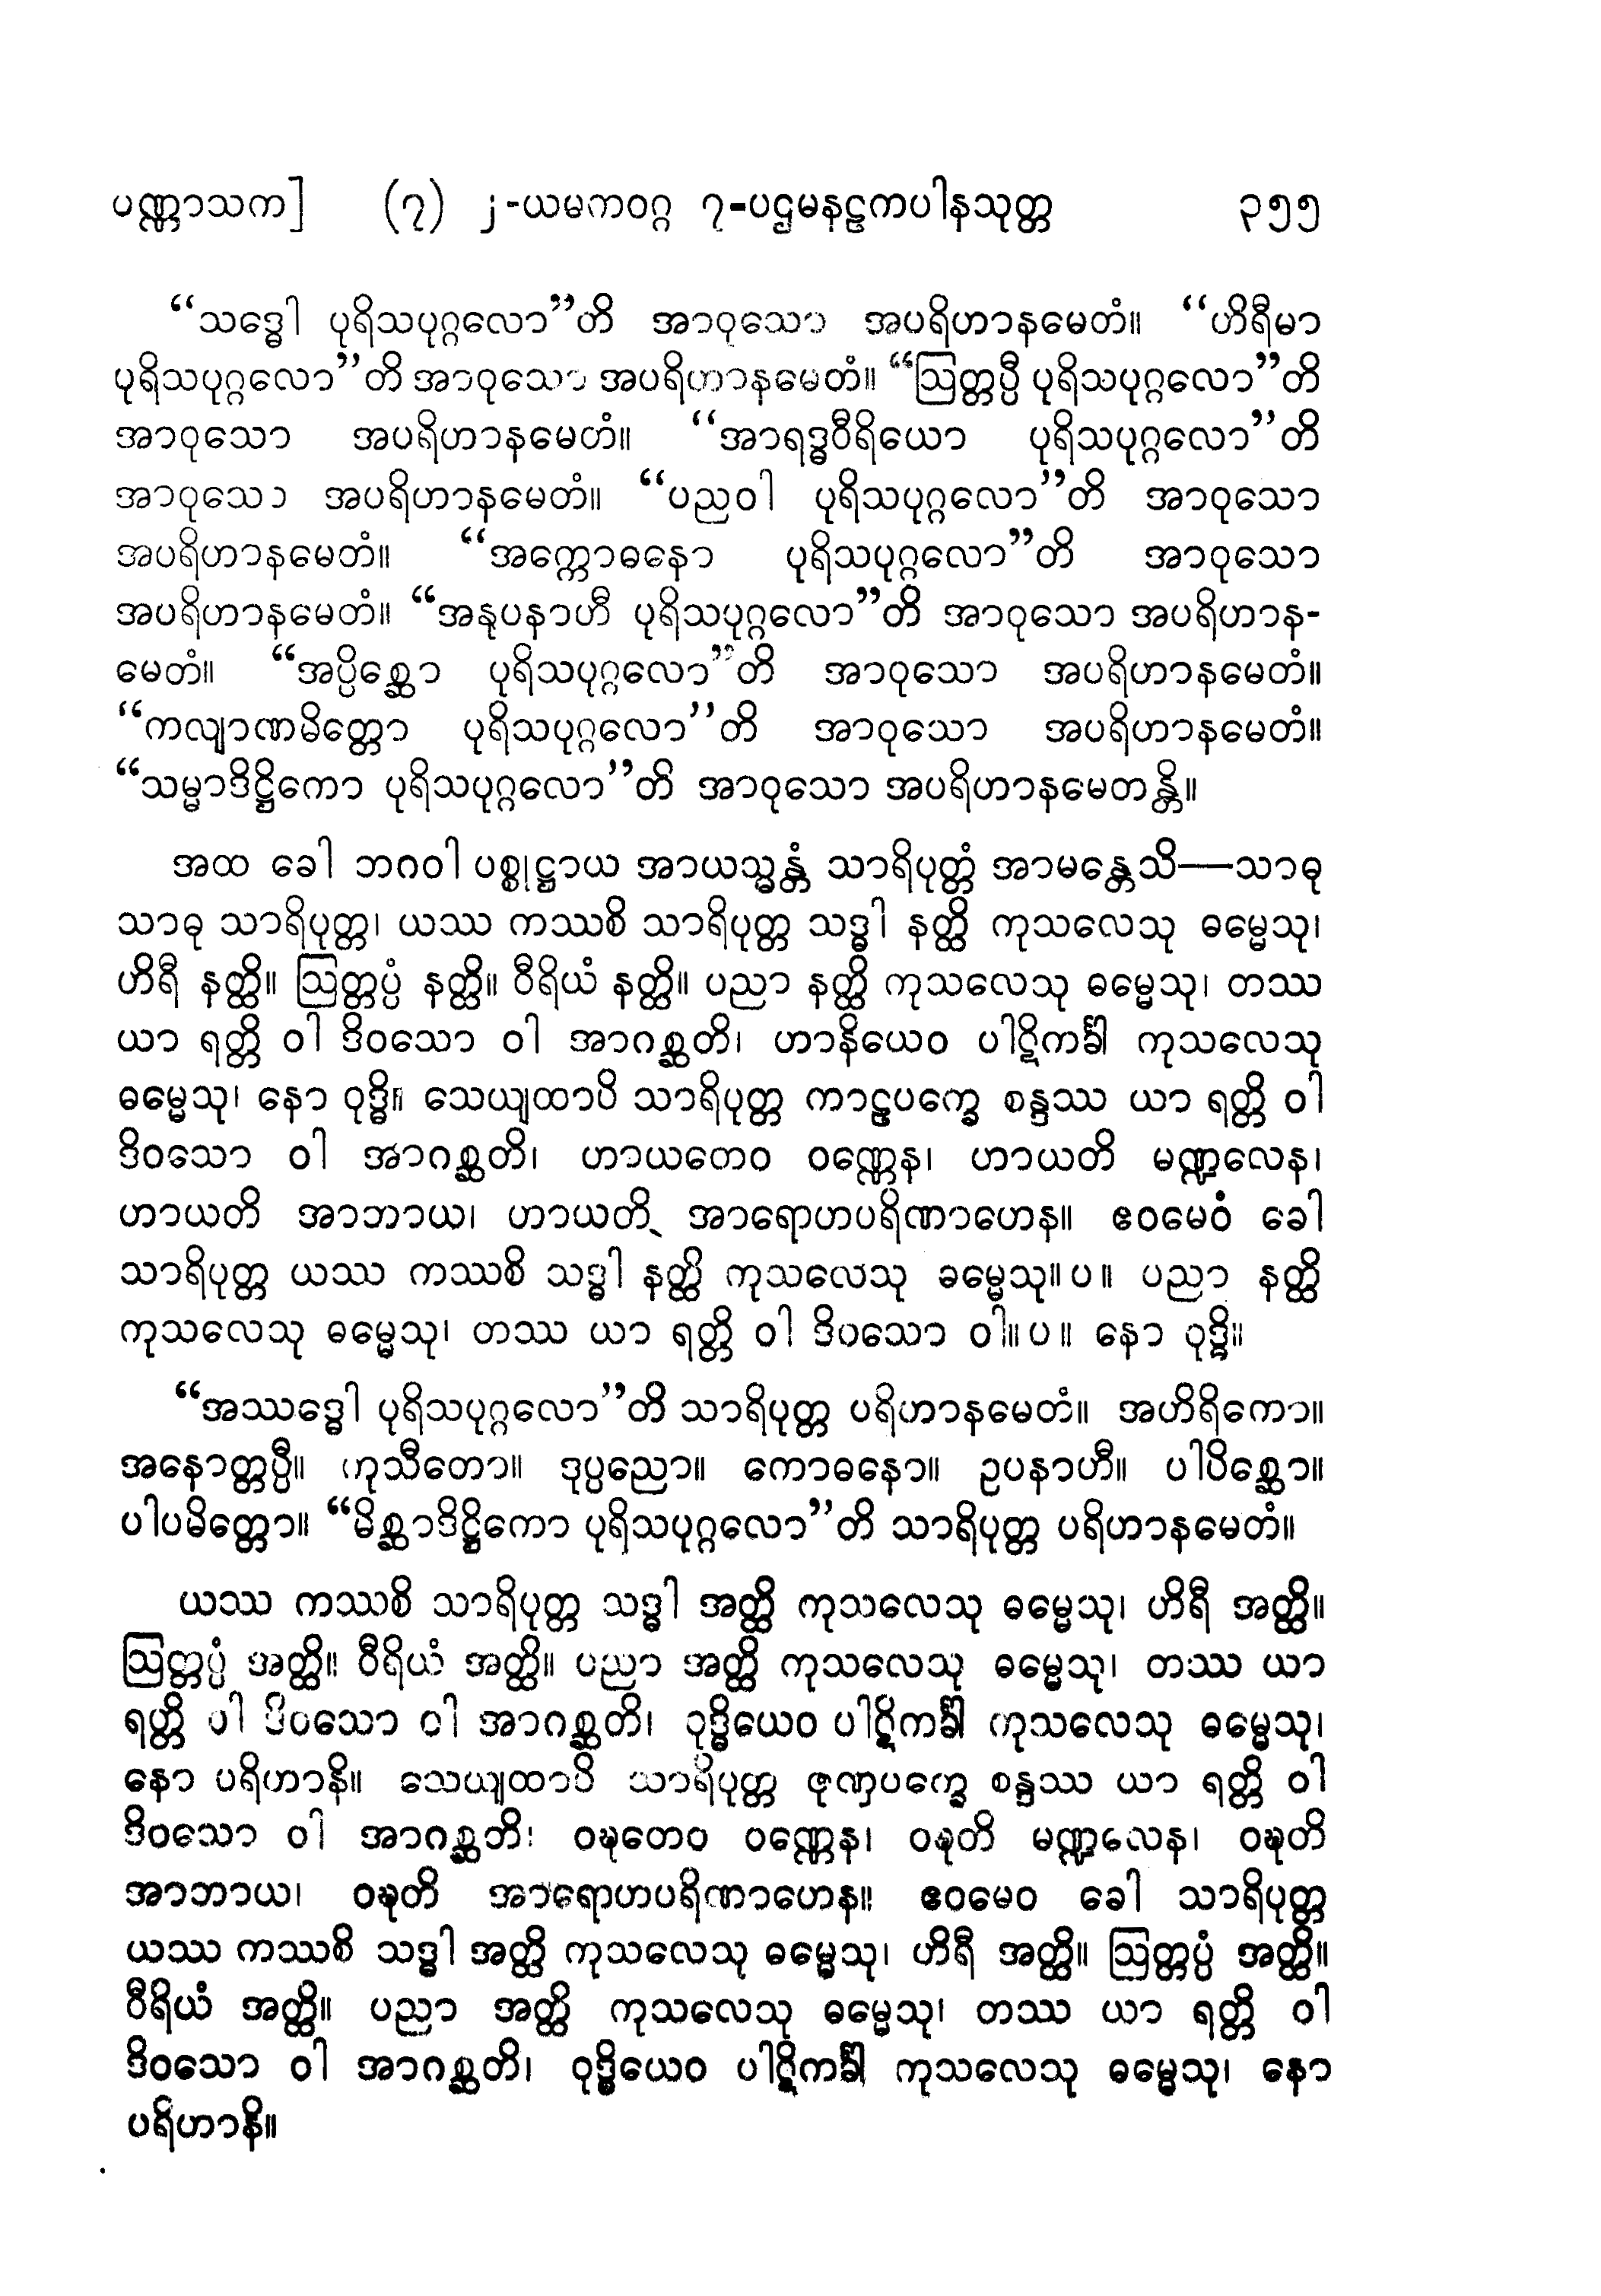 ပဏ္ဏာသက] (၇) ၂-ယမကဝဂ္ဂ ၇-ပဌမနဠကပါနသုတ္တ ၃၅၅
“သဒ္ဓေါ ပုရိသပုဂ္ဂလော”တိ အာဝုသော အပရိဟာနမေတံ။ “ဟိရီမာ
ပုရိသပုဂ္ဂလော”တိ အာဝုသော အပရိဟာနမေတံ။ “ဩတ္တပ္ပီ ပုရိသပုဂ္ဂလော”တိ
အာဝုသော အပရိဟာနမေတံ။ “အာရဒ္ဓဝီရိယော ပုရိသပုဂ္ဂလော”တိ
အာဝုသော အပရိဟာနမေတံ။ “ပညဝါ ပုရိသပုဂ္ဂလော”တိ အာဝုသော
အပရိဟာနမေတံ။ “အက္ကောဓနော ပုရိသပုဂ္ဂလော”တိ အာဝုသော
အပရိဟာနမေတံ။ “အနုပနာဟီ ပုရိသပုဂ္ဂလော”တိ အာဝုသော အပရိဟာန-
မေတံ။ “အပ္ပိစ္ဆော ပုရိသပုဂ္ဂလော”တိ အာဝုသော အပရိဟာနမေတံ။
“ကလျာဏမိတ္တော ပုရိသပုဂ္ဂလော”တိ အာဝုသော အပရိဟာနမေတံ။
“သမ္မာဒိဋ္ဌိကော ပုရိသပုဂ္ဂလော”တိ အာဝုသော အပရိဟာနမေတန္တိ။
အထ ခေါ ဘဂဝါ ပစ္စုဋ္ဌာယ အာယသ္မန္တံ သာရိပုတ္တံ အာမန္တေသိ—သာဓု
သာဓု သာရိပုတ္တ၊ ယဿ ကဿစိ သာရိပုတ္တ သဒ္ဓါ နတ္ထိ ကုသလေသု ဓမ္မေသု၊
ဟိရီ နတ္ထိ။ ဩတ္တပ္ပံ နတ္ထိ။ ဝီရိယံ နတ္ထိ။ ပညာ နတ္ထိ ကုသလေသု ဓမ္မေသု၊ တဿ
ယာ ရတ္တိ ဝါ ဒိဝသော ဝါ အာဂစ္ဆတိ၊ ဟာနိယေဝ ပါဋိကင်္ခါ ကုသလေသု
ဓမ္မေသု၊ နော ဝုဒ္ဓိ။ သေယျထာပိ သာရိပုတ္တ ကာဠပက္ခေ စန္ဒဿ ယာ ရတ္တိ ဝါ
ဒိဝသော ဝါ အာဂစ္ဆတိ၊ ဟာယတေဝ ဝဏ္ဏေန၊ ဟာယတိ မဏ္ဍလေန၊
ဟာယတိ အာဘာယ၊ ဟာယတိ အာရောဟပရိဏာဟေန။ ဧဝမေဝံ ခေါ
သာရိပုတ္တ ယဿ ကဿစိ သဒ္ဓါ နတ္ထိ ကုသလေသု ဓမ္မေသု။ပ။ ပညာ နတ္ထိ
ကုသလေသု ဓမ္မေသု၊ တဿ ယာ ရတ္တိ ဝါ ဒိဝသော ဝါ။ပ။ နော ဝုဒ္ဓိ။
“အဿဒ္ဓေါ ပုရိသပုဂ္ဂလော”တိ သာရိပုတ္တ ပရိဟာနမေတံ။ အဟိရိကော။
အနောတ္တပ္ပီ။ ကုသီတော။ ဒုပ္ပညော။ ကောဓနော။ ဥပနာဟီ။ ပါပိစ္ဆော။
ပါပမိတ္တော။ “မိစ္ဆာဒိဋ္ဌိကော ပုရိသပုဂ္ဂလော”တိ သာရိပုတ္တ ပရိဟာနမေတံ။
ယဿ ကဿစိ သာရိပုတ္တ သဒ္ဓါ အတ္ထိ ကုသလေသု ဓမ္မေသု၊ ဟိရီ အတ္ထိ။
ဩတ္တပ္ပံ အတ္ထိ။ ဝီရိယံ အတ္ထိ။ ပညာ အတ္ထိ ကုသလေသု ဓမ္မေသု၊ တဿ ယာ
ရတ္တိ ဝါ ဒိဝသော ဝါ အာဂစ္ဆတိ၊ ဝုဒ္ဓိယေဝ ပါဋိကင်္ခါ ကုသလေသု ဓမ္မေသု၊
နော ပရိဟာနိ။ သေယျထာပိ သာရိပုတ္တ ဇုဏှပက္ခေ စန္ဒဿ ယာ ရတ္တိ ဝါ
ဒိဝသော ဝါ အာဂစ္ဆတိ၊ ဝဍ္ဎတေဝ ဝဏ္ဏေန၊ ဝဍ္ဎတိ မဏ္ဍလေန၊ ဝဍ္ဎတိ
အာဘာယ၊ ဝဍ္ဎတိ အာရောဟပရိဏာဟေန။ ဧဝမေဝ ခေါ သာရိပုတ္တ
ယဿ ကဿစိ သဒ္ဓါ အတ္ထိ ကုသလေသု ဓမ္မေသု၊ ဟိရီ အတ္ထိ။ ဩတ္တပ္ပံ အတ္ထိ။
ဝီရိယံ အတ္ထိ။ ပညာ အတ္ထိ ကုသလေသု ဓမ္မေသု၊ တဿ ယာ ရတ္တိ ဝါ
ဒိဝသော ဝါ အာဂစ္ဆတိ၊ ဝုဒ္ဓိယေဝ ပါဋိကင်္ခါ ကုသလေသု ဓမ္မေသု၊ နော
ပရိဟာနိ။